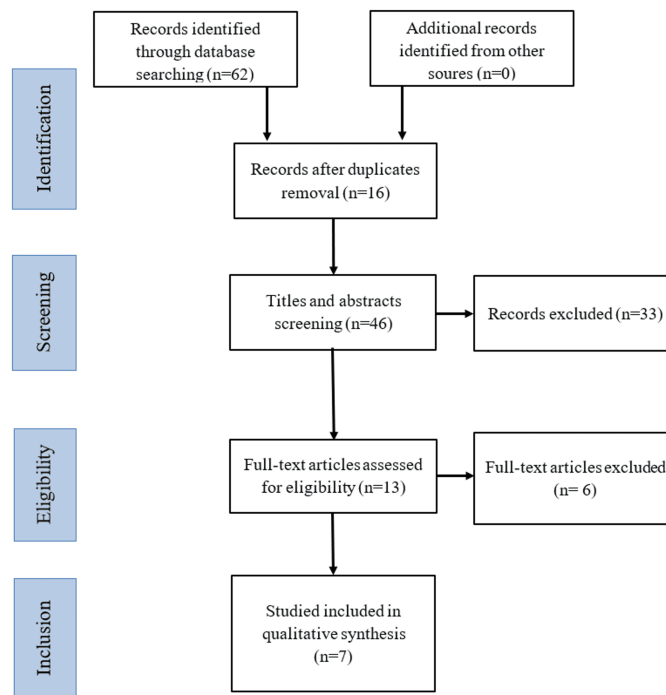 Records identified
through database
searching (n=62)
Additional records
identified from other
soures (n=0)
Identification
Records after duplicates
removal (n=16)
Screening
Titles and abstracts
screening (n=46)
Records excluded (n=33)
Eligibility
Full-text articles assessed
for eligibility (n=13)
Full-text articles excluded
(n= 6)
Inclusion
Studied included in
qualitative synthesis
(n=7)